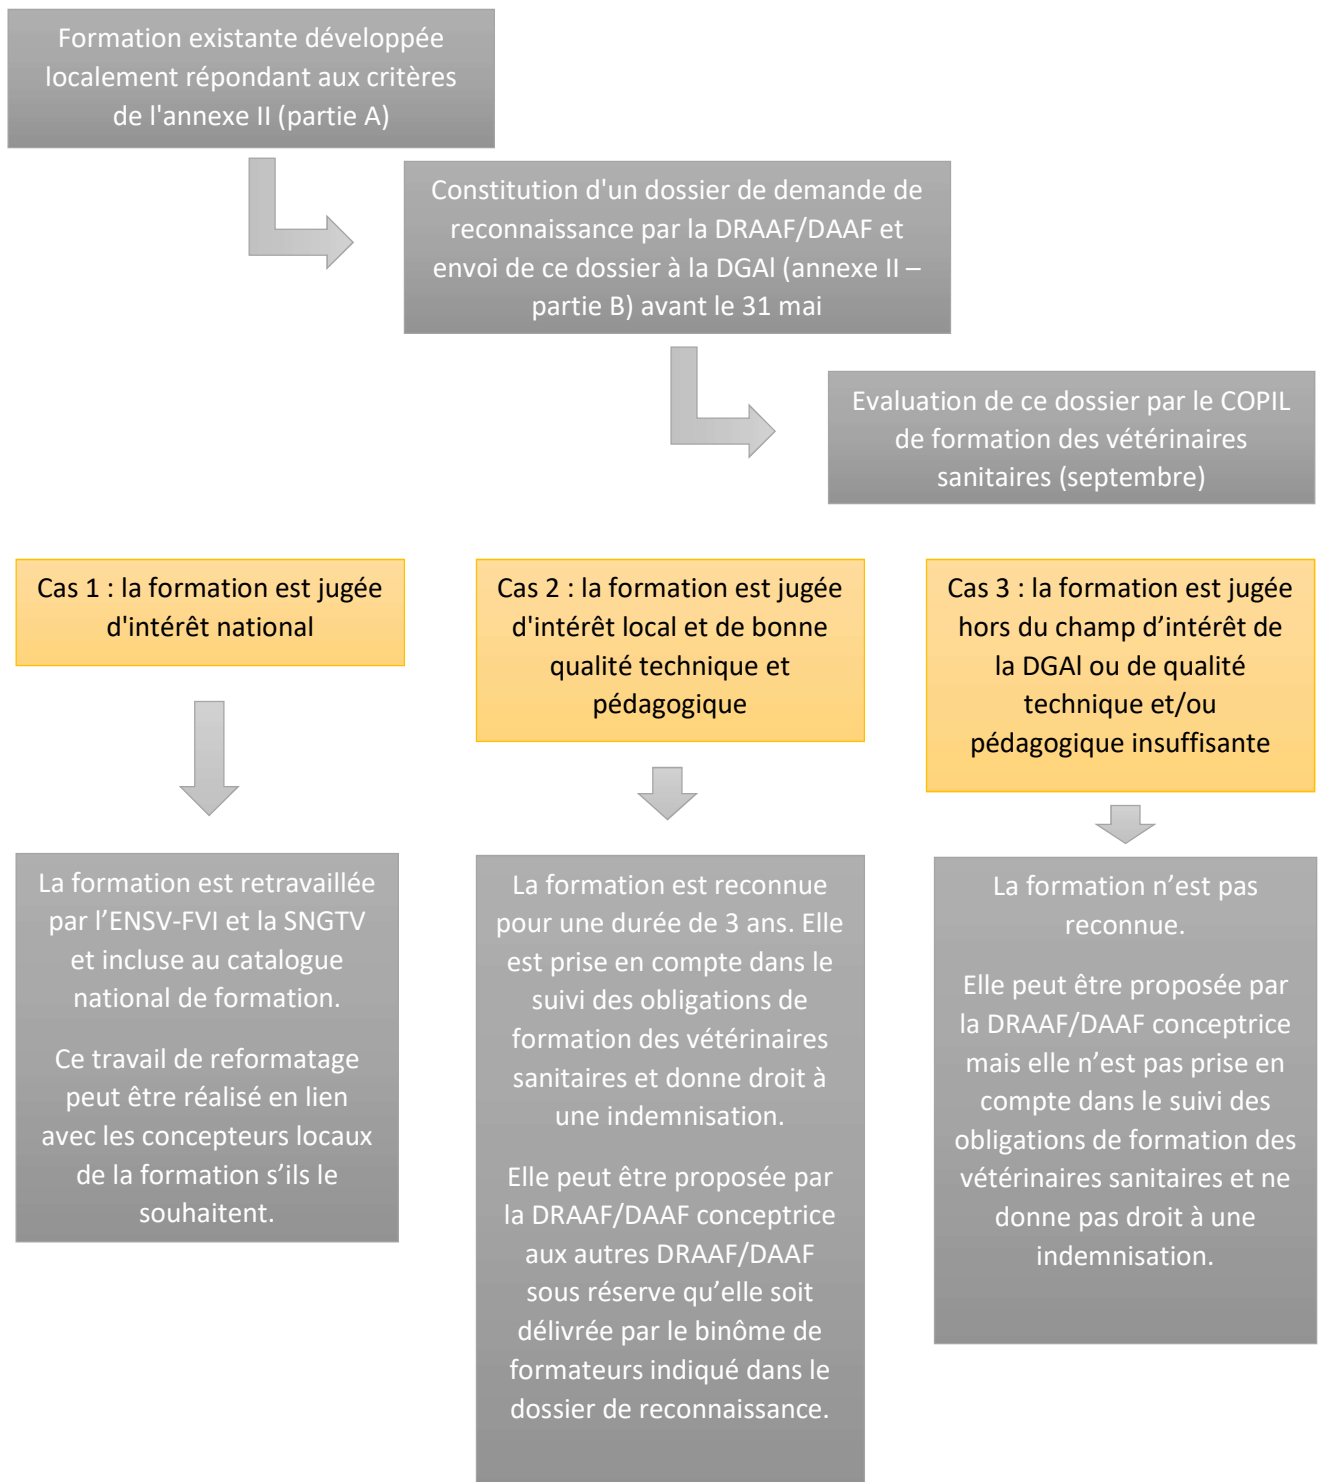 Formation existante développée
localement répondant aux critères
de l'annexe II (partie A)
Constitution d'un dossier de demande de
reconnaissance par la DRAAF/DAAF et
envoi de ce dossier à la DGAl (annexe II –
partie B) avant le 31 mai
Evaluation de ce dossier par le COPIL
de formation des vétérinaires
sanitaires (septembre)
Cas 1 : la formation est jugée
d'intérêt national
Cas 2 : la formation est jugée
d'intérêt local et de bonne
qualité technique et
pédagogique
Cas 3 : la formation est jugée
hors du champ d’intérêt de
la DGAl ou de qualité
technique et/ou
pédagogique insuffisante
La formation est retravaillée
par l’ENSV-FVI et la SNGTV
et incluse au catalogue
national de formation.
Ce travail de reformatage
peut être réalisé en lien
avec les concepteurs locaux
de la formation s’ils le
souhaitent.
La formation est reconnue
pour une durée de 3 ans. Elle
est prise en compte dans le
suivi des obligations de
formation des vétérinaires
sanitaires et donne droit à
une indemnisation.
Elle peut être proposée par
la DRAAF/DAAF conceptrice
aux autres DRAAF/DAAF
sous réserve qu’elle soit
délivrée par le binôme de
formateurs indiqué dans le
dossier de reconnaissance.
La formation n’est pas
reconnue.
Elle peut être proposée par
la DRAAF/DAAF conceptrice
mais elle n’est pas prise en
compte dans le suivi des
obligations de formation des
vétérinaires sanitaires et ne
donne pas droit à une
indemnisation.